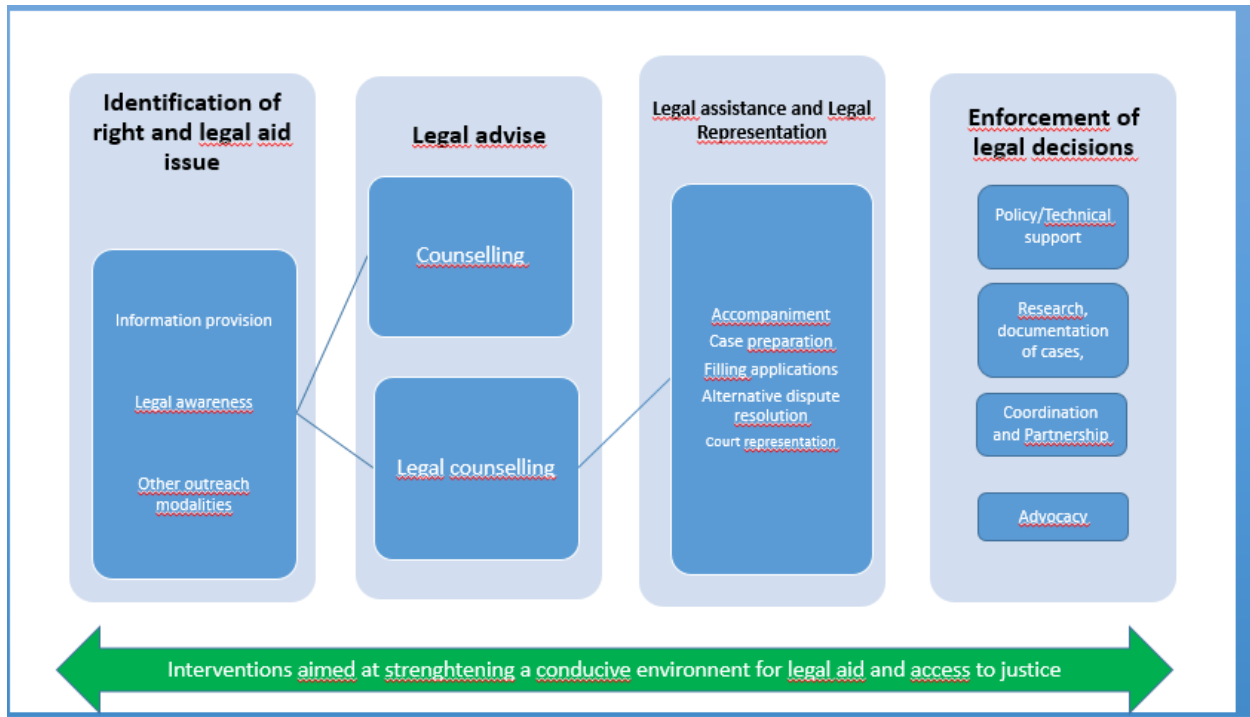 Identification of
right and legal aid
issue
Information provision
Legal awareness
Other outreach
modalities
Legal advise
Counselling
Legal counselling
Legal assistance and Legal
Representation
Accompaniment
Case preparation
Filling applications
Alternative dispute
resolution
Court representation
Enforcement of
legal decisions
Policy/Technical
support
Research,
documentation
of cases,
Coordination
and Partnership
Advocacy
Interventions aimed at strenghtening a conducive environment for legal aid and access to justice